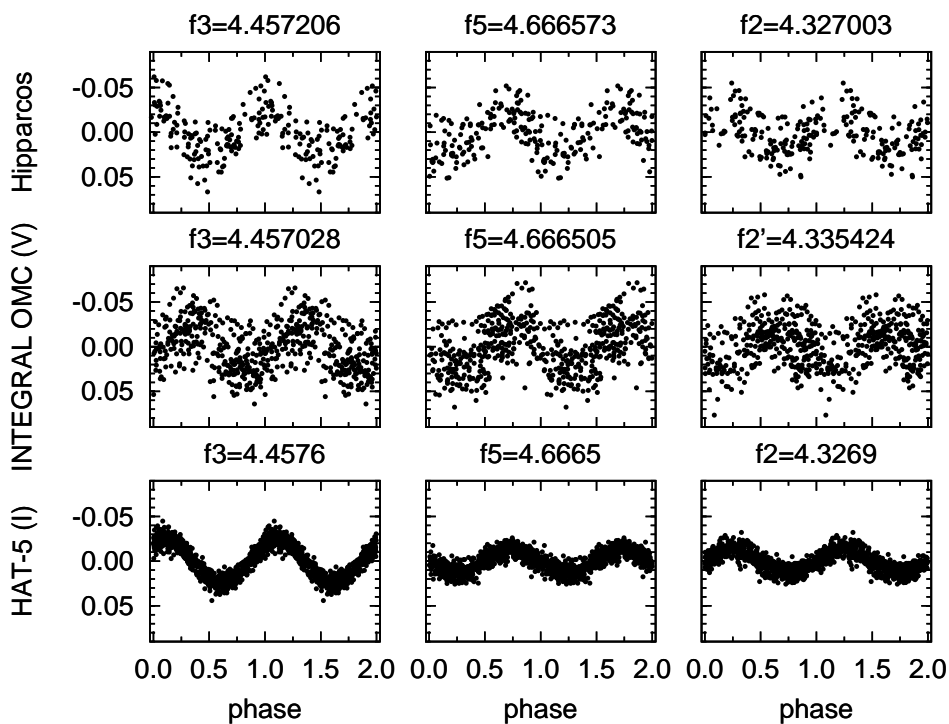 f3=4.457206 f5=4.666573 f2=4.327003
Hipparcos
-0.05
0.00
0.05
f3=4.457028 f5=4.666505 f2'=4.335424
INTEGRAL OMC (V)
-0.05
0.00
0.05
f3=4.4576 f5=4.6665 f2=4.3269
HAT-5 (I)
-0.05
0.00
0.05
0.0 0.5 1.0 1.5 2.0 0.0 0.5 1.0 1.5 2.0 0.0 0.5 1.0 1.5 2.0
phase phase phase